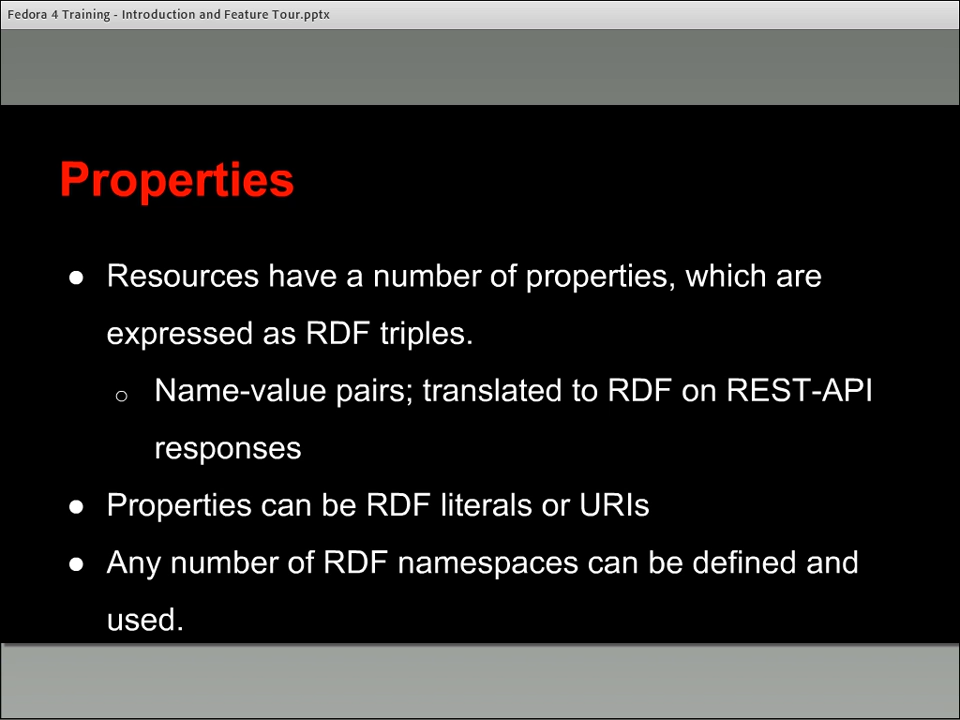 Fedora 4 Training - Introduction and Feature Tour.pptx
Properties
● Resources have a number of properties, which are
expressed as RDF triples.
o Name-value pairs; translated to RDF on REST-API
responses
● Properties can be RDF literals or URIs
● Any number of RDF namespaces can be defined and
used.